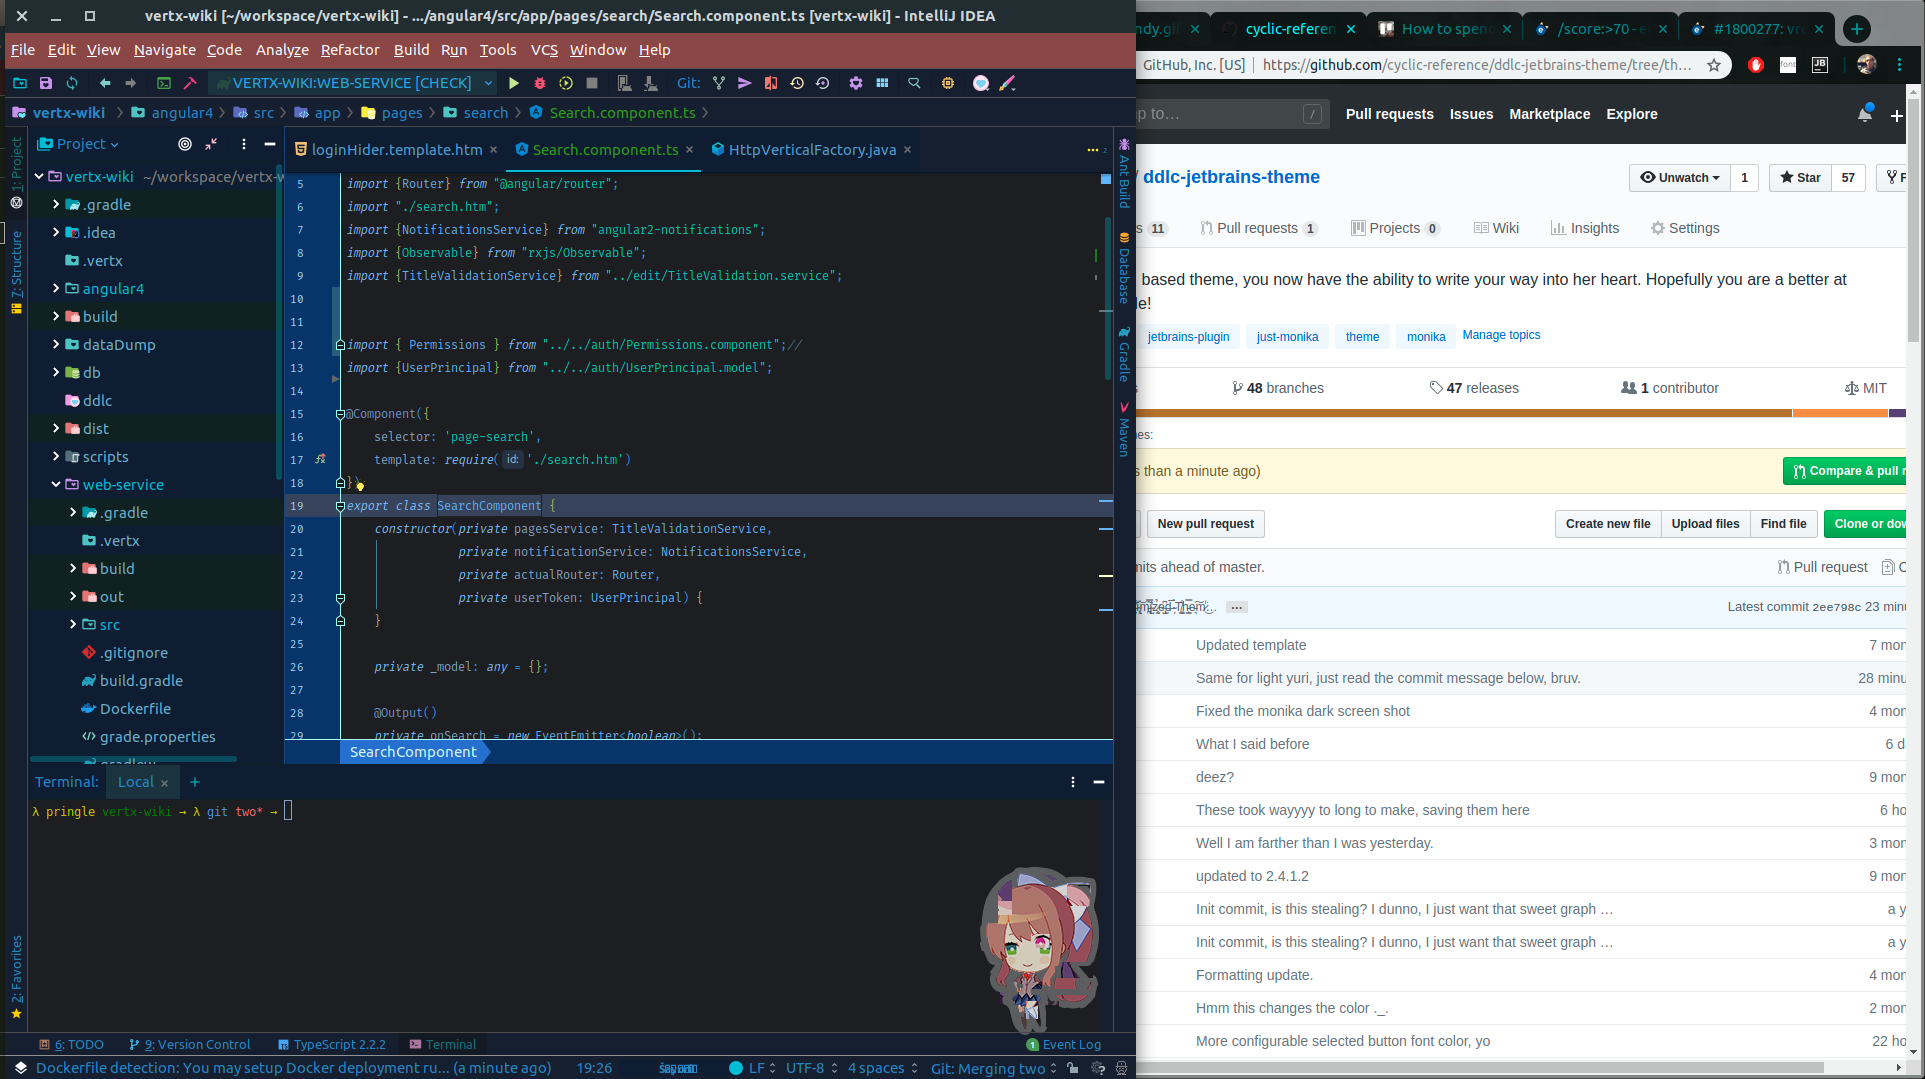 vertx-wiki [~/workspace/vertx-wiki] - .../angular4/src/app/pages/search/Search.component.ts [vertx-wiki] - IntelliJ IDEA
File Edit View Navigate Code Analyze Refactor Build Run Tools VCS Window Help
VERTX-WIKI:WEB-SERVICE [CHECK] Git:
vertx-wiki angular4 src app pages search Search.component.ts
Project
loginHider.template.htm Search.component.ts HttpVerticalFactory.java
1: Project
7: Structure
2: Favorites
vertx-wiki ~/workspace/vertx-w
.gradle
.idea
.vertx
angular4
build
dataDump
db
ddlc
dist
scripts
web-service
.gradle
.vertx
build
out
src
.gitignore
build.gradle
Dockerfile
grade.properties
gradlew
5 import {Router} from "@angular/router";
6 import "./search.htm";
7 import {NotificationsService} from "angular2-notifications";
8 import {Observable} from "rxjs/Observable";
9 import {TitleValidationService} from "../edit/TitleValidation.service";
10
11
12 import { Permissions } from "../../auth/Permissions.component";//
13 import {UserPrincipal} from "../../auth/UserPrincipal.model";
14
15 @Component({
16 selector: 'page-search',
17 template: require( id: './search.htm')
18 })
19 export class SearchComponent {
20 constructor(private pagesService: TitleValidationService,
21 private notificationService: NotificationsService,
22 private actualRouter: Router,
23 private userToken: UserPrincipal) {
24 }
25
26 private _model: any = {};
27
28 @Output()
29 private onSearch = new EventEmitter<boolean>();
SearchComponent
Ant Build
Database
Gradle
Maven
Terminal: Local +
λ pringle vertx-wiki → λ git two* →
6: TODO 9: Version Control TypeScript 2.2.2 Terminal 1 Event Log
Dockerfile detection: You may setup Docker deployment ru... (a minute ago) 19:26 LF UTF-8 4 spaces Git: Merging two
ndy.gif cyclic-referen How to spend /score:>70 - e #1800277: vre
GitHub, Inc. [US] https://github.com/cyclic-reference/ddlc-jetbrains-theme/tree/th...
p to… / Pull requests Issues Marketplace Explore
/ ddlc-jetbrains-theme
Unwatch 1 Star 57 F
s 11 Pull requests 1 Projects 0 Wiki Insights Settings
based theme, you now have the ability to write your way into her heart. Hopefully you are a better at
le!
jetbrains-plugin just-monika theme monika Manage topics
s 48 branches 47 releases 1 contributor MIT
es:
s than a minute ago) Compare & pull r
New pull request Create new file Upload files Find file Clone or dow
mits ahead of master. Pull request C
mized-Them… ... Latest commit 2ee798c 23 minu
Updated template 7 mon
Same for light yuri, just read the commit message below, bruv. 28 minu
Fixed the monika dark screen shot 4 mon
What I said before 6 d
deez? 9 mon
These took wayyyy to long to make, saving them here 6 ho
Well I am farther than I was yesterday. 3 mon
updated to 2.4.1.2 9 mon
Init commit, is this stealing? I dunno, I just want that sweet graph … a y
Init commit, is this stealing? I dunno, I just want that sweet graph … a y
Formatting update. 4 mon
Hmm this changes the color ._. 2 mon
More configurable selected button font color, yo 22 ho